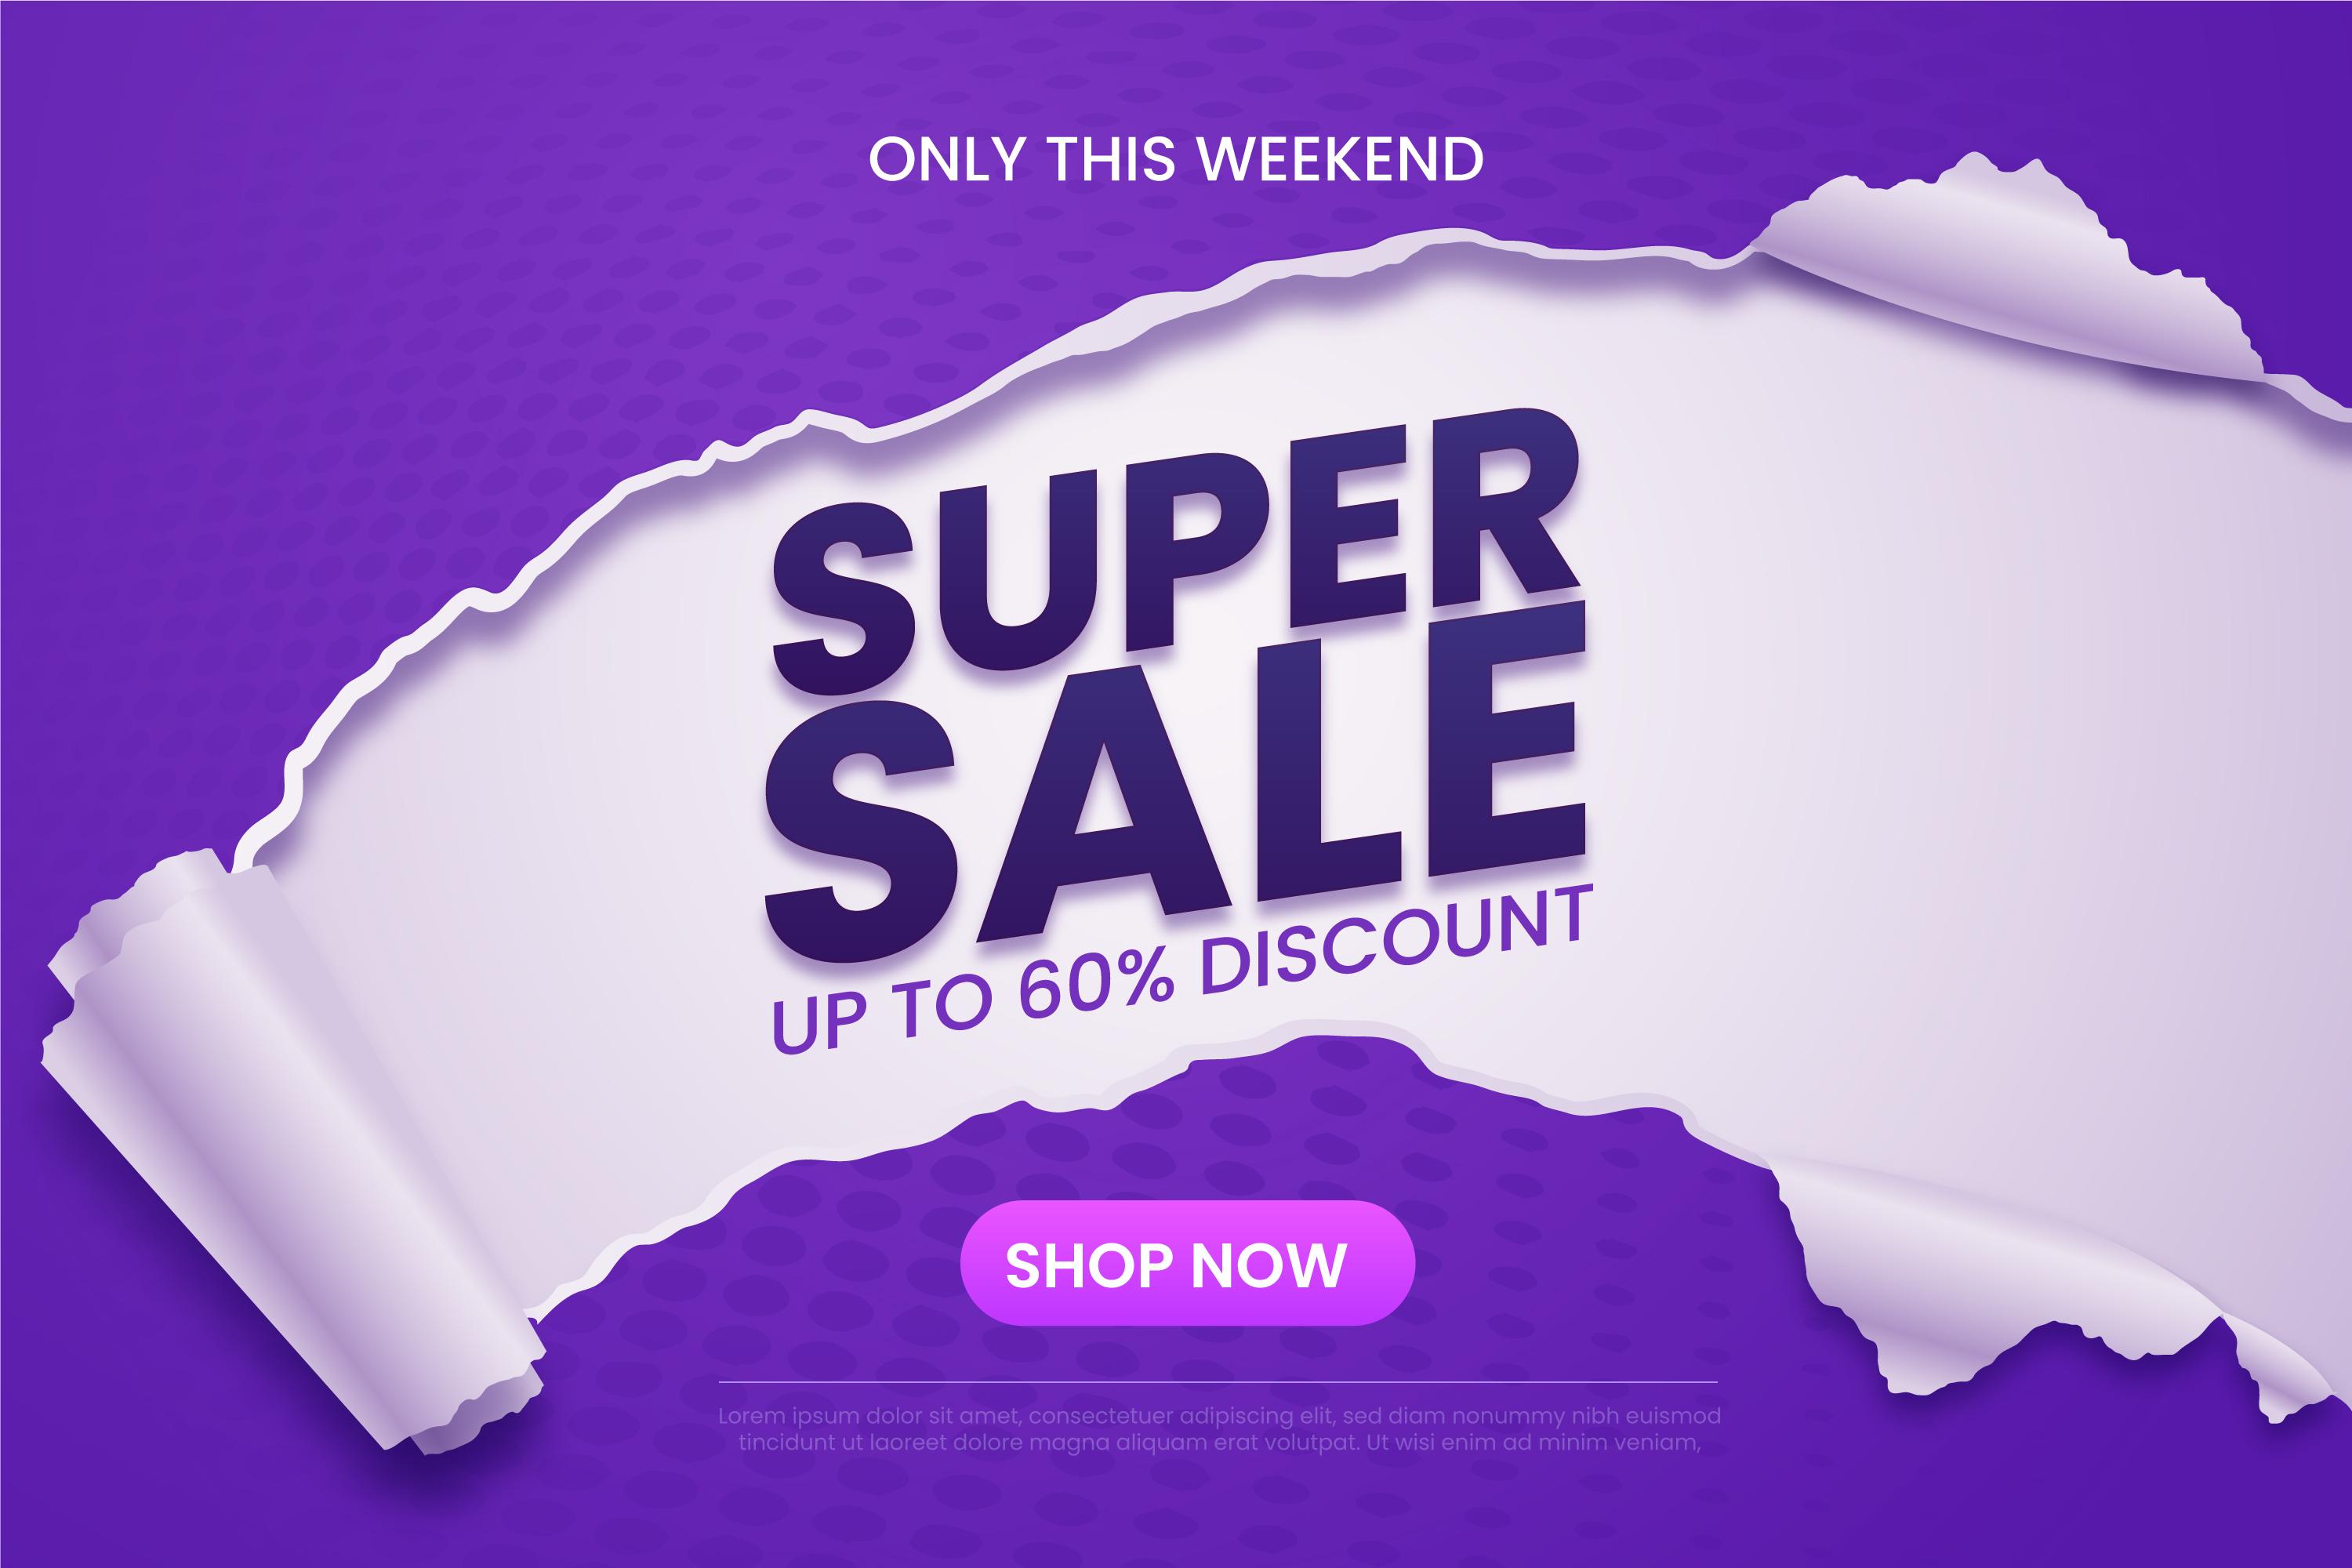 ONLY THIS WEEKEND
SUPER
SALE
UP TO 60% DISCOUNT
SHOP NOW
Lorem ipsum dolor sit amet, consectetuer adipiscing elit, sed diam nonummy nibh euismod
tincidunt ut laoreet dolore magna aliquam erat volutpat. Ut wisi enim ad minim veniam,